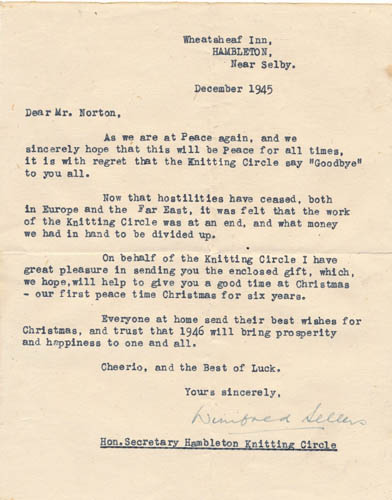 Wheatsheaf Inn,
HAMBLETON,
Near Selby.
December 1945
Dear Mr. Norton,
As we are at Peace again, and we
sincerely hope that this will be Peace for all times,
it is with regret that the Knitting Circle say "Goodbye"
to you all.
Now that hostilities have ceased, both
in Europe and the Far East, it was felt that the work
of the Knitting Circle was at an end, and what money
we had in hand to be divided up.
On behalf of the Knitting Circle I have
great pleasure in sending you the enclosed gift, which,
we hope,will help to give you a good time at Christmas
- our first peace time Christmas for six years.
Everyone at home send their best wishes for
Christmas, and trust that 1946 will bring prosperity
and happiness to one and all.
Cheerio, and the Best of Luck.
Yours sincerely,
Winifred Sellers
Hon.Secretary Hambleton Knitting Circle